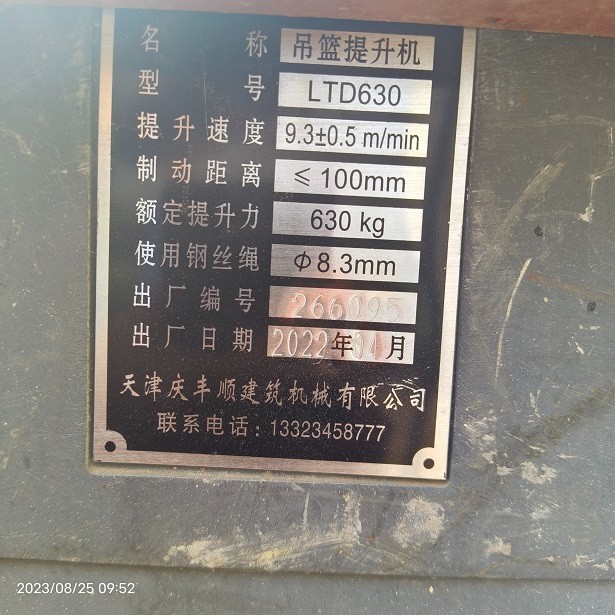 名称 吊篮提升机
型号 LTD630
提升速度 9.3±0.5 m/min
制动距离 ≤100mm
额定提升力 630 kg
使用钢丝绳 Φ8.3mm
出厂编号 266095
出厂日期 2022年04月
天津庆丰顺建筑机械有限公司
联系电话:13323458777
2023/08/25 09:52